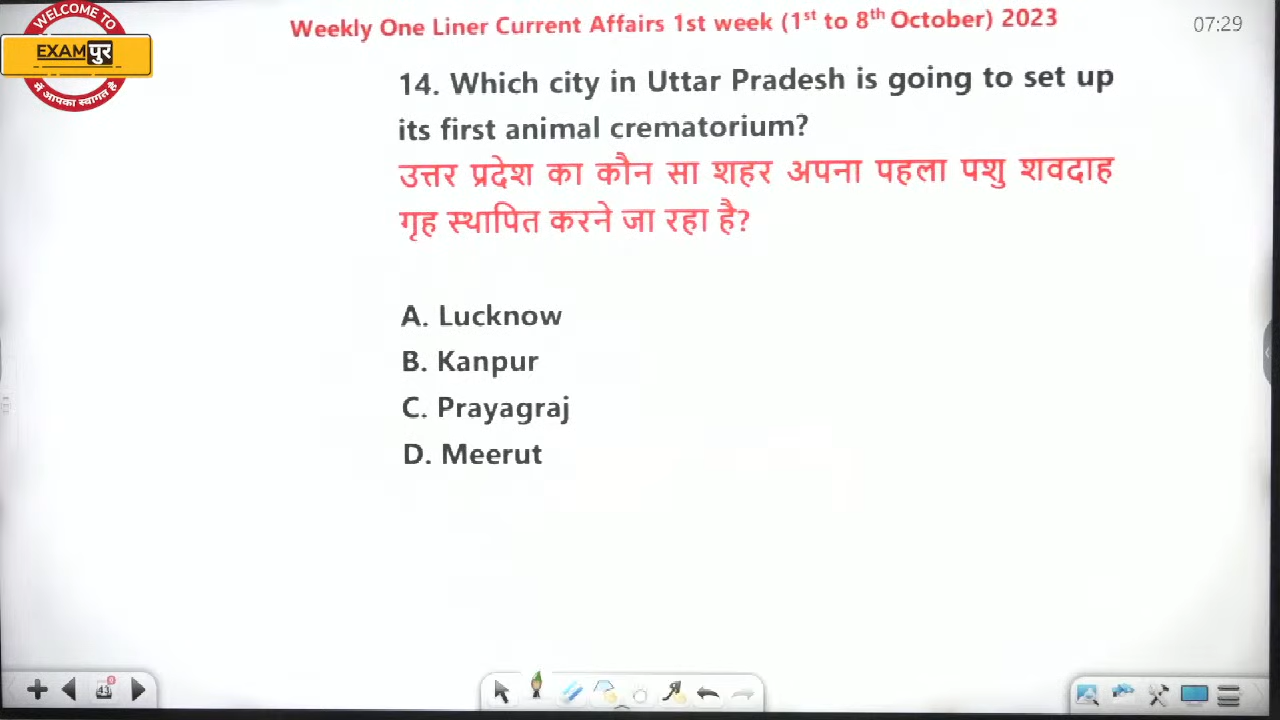 WELCOME TO
EXAMपुर
में आपका स्वागत है
Weekly One Liner Current Affairs 1st week (1st to 8th October) 2023
07:29
14. Which city in Uttar Pradesh is going to set up
its first animal crematorium?
उत्तर प्रदेश का कौन सा शहर अपना पहला पशु शवदाह
गृह स्थापित करने जा रहा है?
A. Lucknow
B. Kanpur
C. Prayagraj
D. Meerut
43